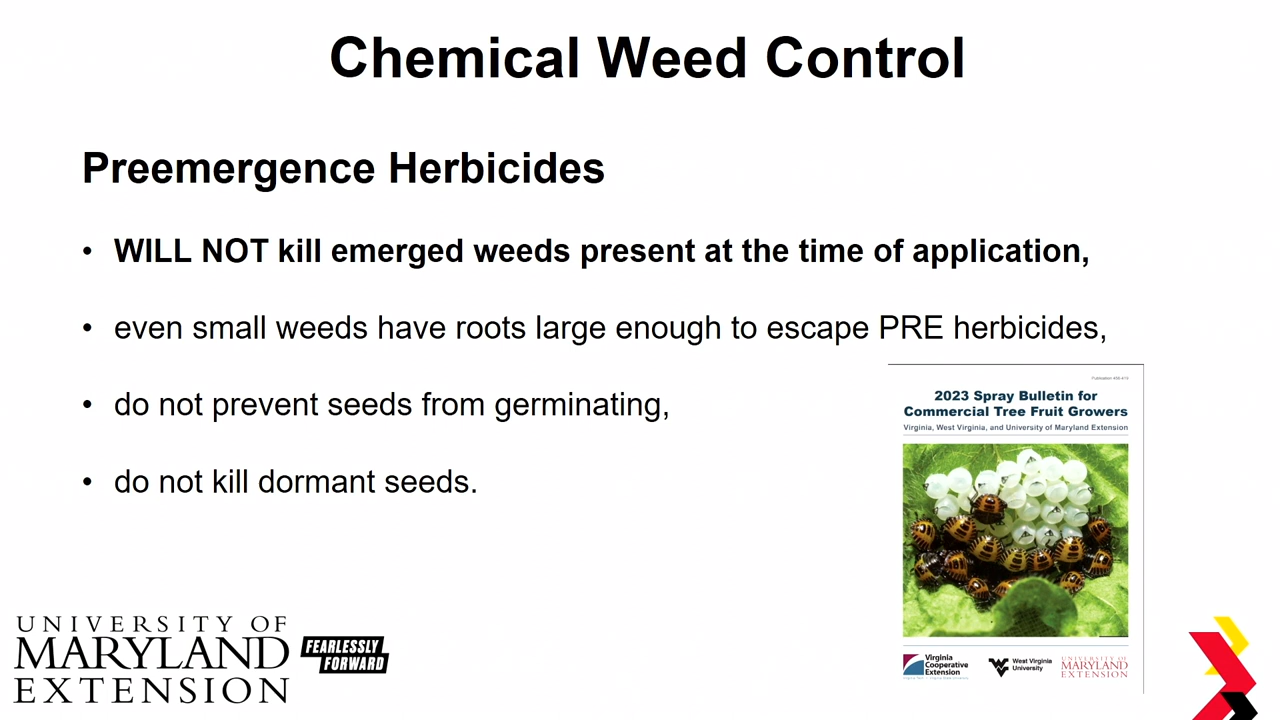 Chemical Weed Control
Preemergence Herbicides
• WILL NOT kill emerged weeds present at the time of application,
• even small weeds have roots large enough to escape PRE herbicides,
• do not prevent seeds from germinating,
• do not kill dormant seeds.
2023 Spray Bulletin for
Commercial Tree Fruit Growers
Virginia, West Virginia, and University of Maryland Extension
Virginia
Cooperative
Extension
West Virginia
University
UNIVERSITY OF
MARYLAND
EXTENSION
UNIVERSITY OF
MARYLAND
EXTENSION
FEARLESSLY
FORWARD